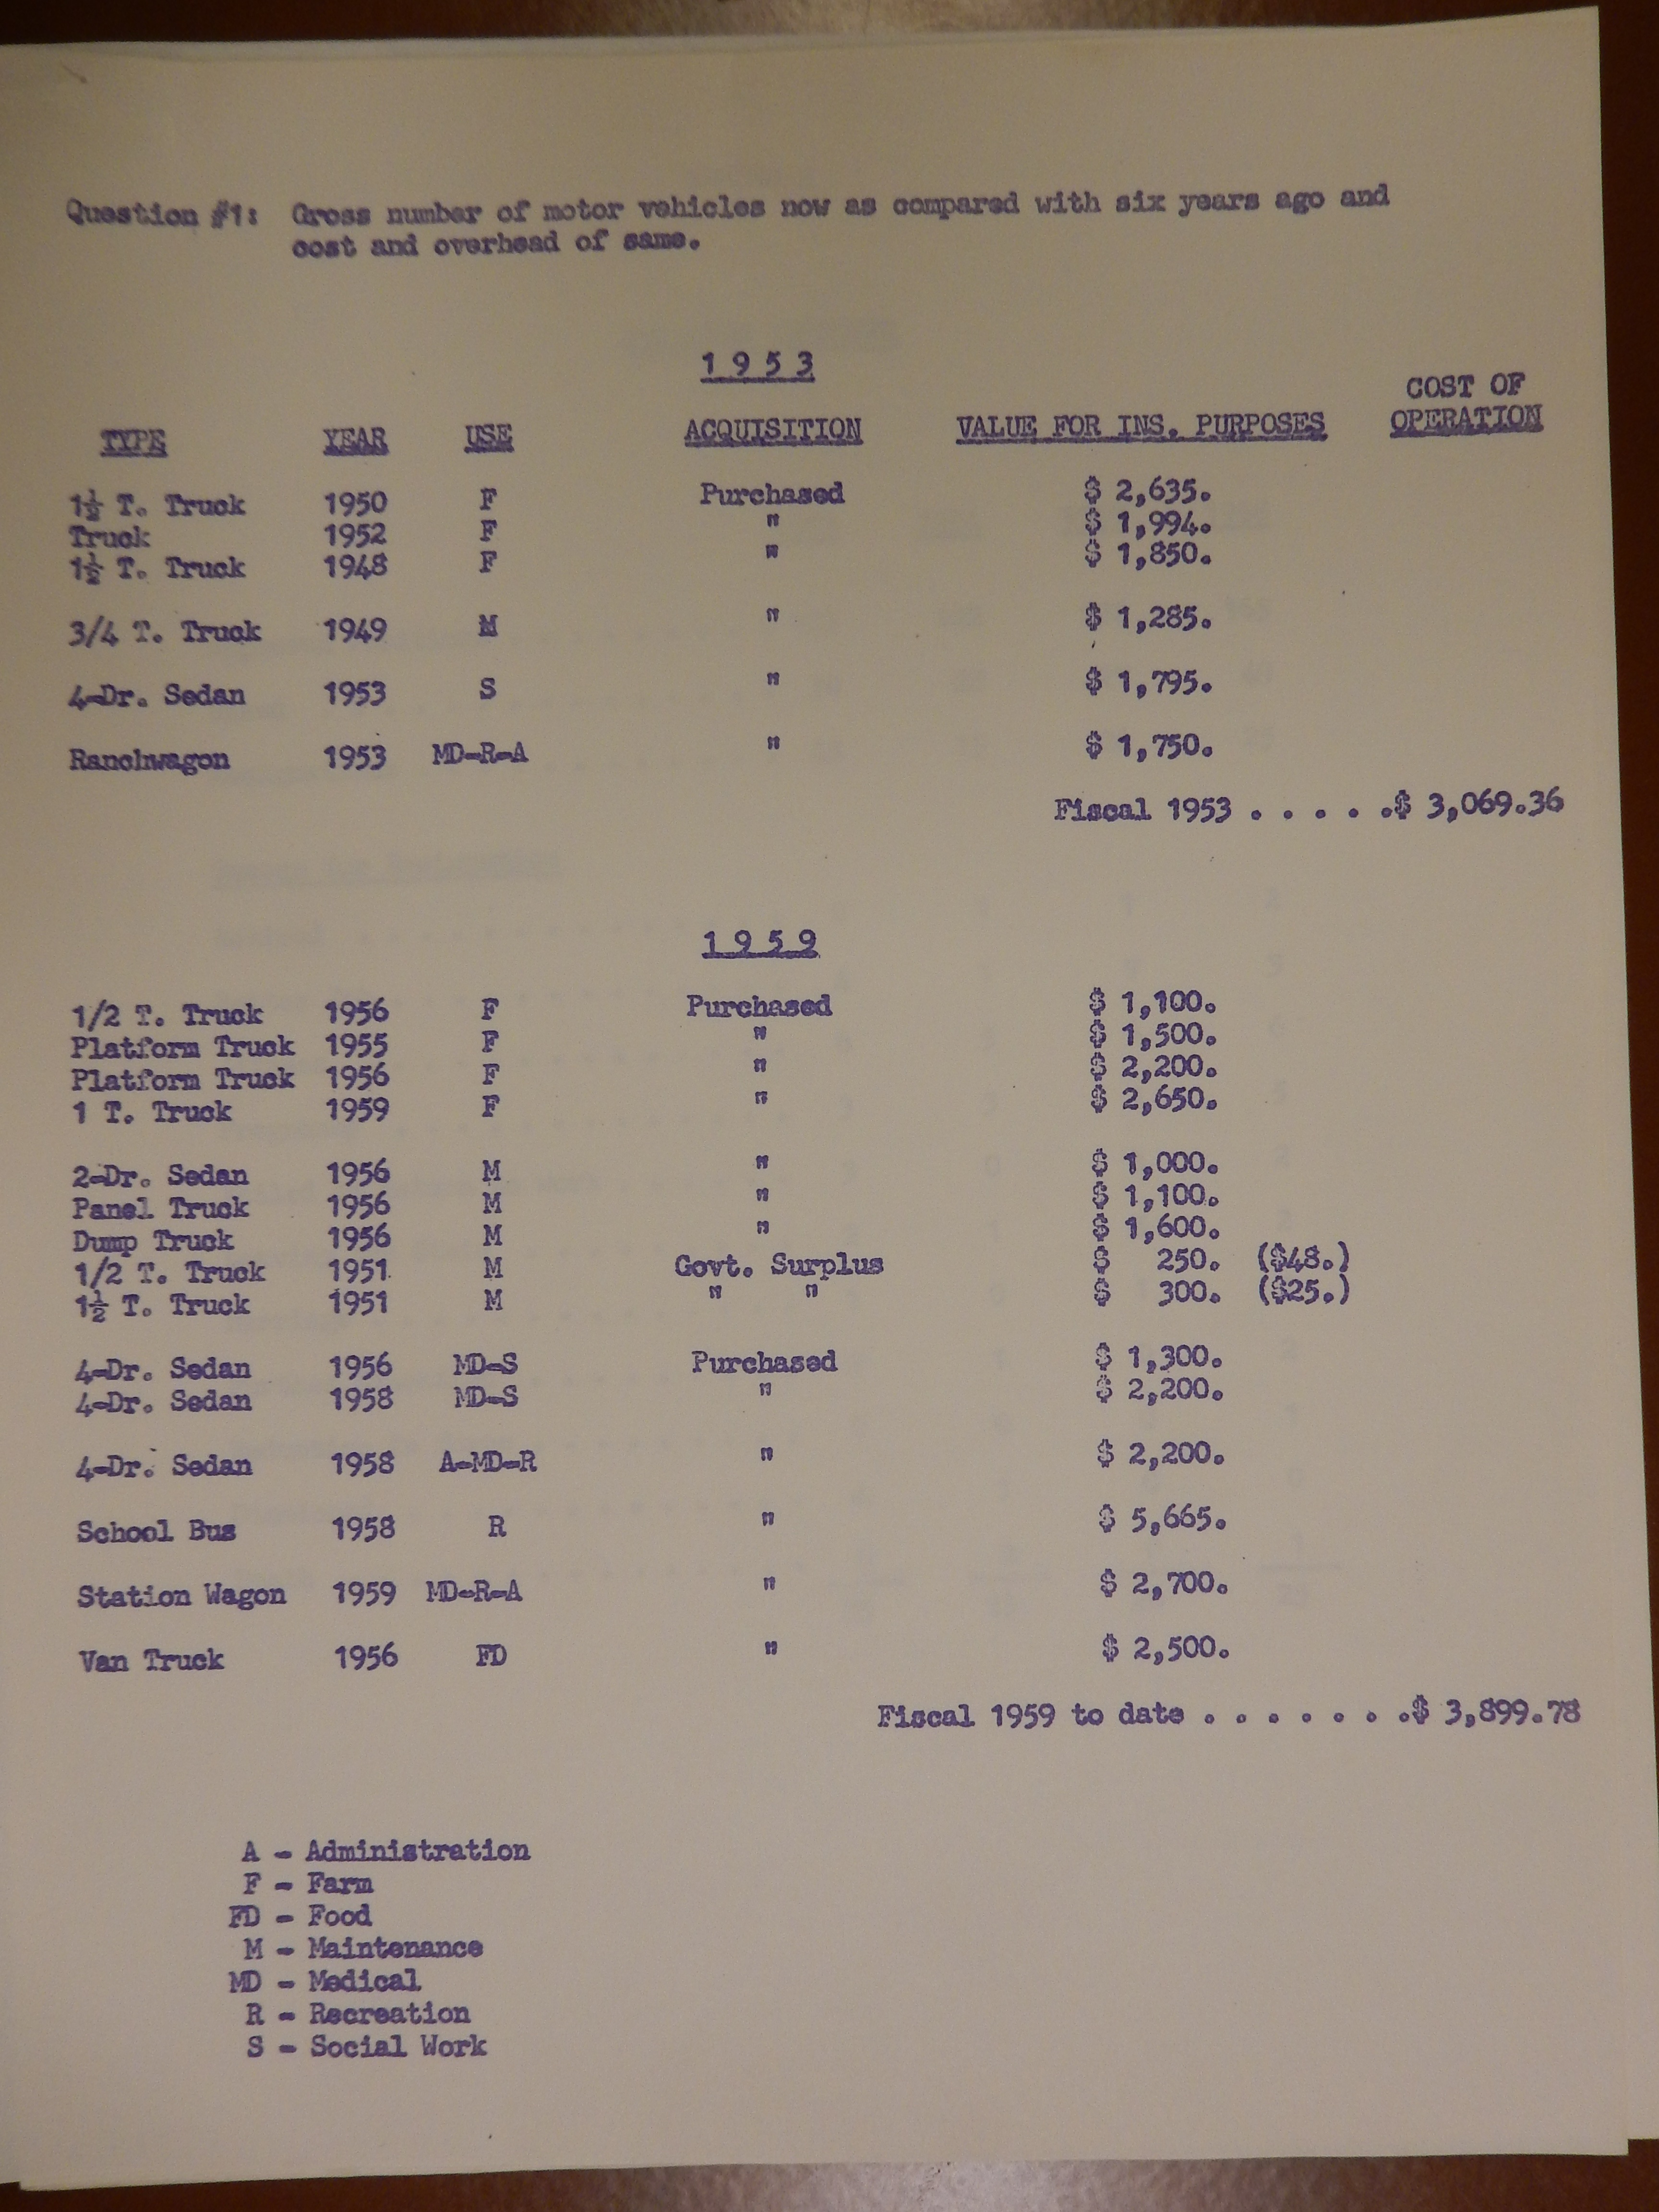 Question #1: Gross number of motor vehicles now as compared with six years ago and
cost and overhead of same.
1 9 5 3
TYPE YEAR USE ACQUISITION VALUE FOR INS. PURPOSES COST OF OPERATION
1½ T. Truck 1950 F Purchased $ 2,635.
Truck 1952 F " $ 1,994.
1½ T. Truck 1948 F " $ 1,850.
3/4 T. Truck 1949 M " $ 1,285.
4-Dr. Sedan 1953 S " $ 1,795.
Ranchwagon 1953 MD-R-A " $ 1,750.
Fiscal 1953 . . . . .$ 3,069.36
1 9 5 9
1/2 T. Truck 1956 F Purchased $ 1,100.
Platform Truck 1955 F " $ 1,500.
Platform Truck 1956 F " $ 2,200.
1 T. Truck 1959 F " $ 2,650.
2-Dr. Sedan 1956 M " $ 1,000.
Panel Truck 1956 M " $ 1,100.
Dump Truck 1956 M " $ 1,600.
1/2 T. Truck 1951 M Govt. Surplus $ 250. ($48.)
1½ T. Truck 1951 M " " $ 300. ($25.)
4-Dr. Sedan 1956 MD-S Purchased $ 1,300.
4-Dr. Sedan 1958 MD-S " $ 2,200.
4-Dr. Sedan 1958 A-MD-R " $ 2,200.
School Bus 1958 R " $ 5,665.
Station Wagon 1959 MD-R-A " $ 2,700.
Van Truck 1956 FD " $ 2,500.
Fiscal 1959 to date . . . . . . .$ 3,899.78
A - Administration
F - Farm
FD - Food
M - Maintenance
MD - Medical
R - Recreation
S - Social Work